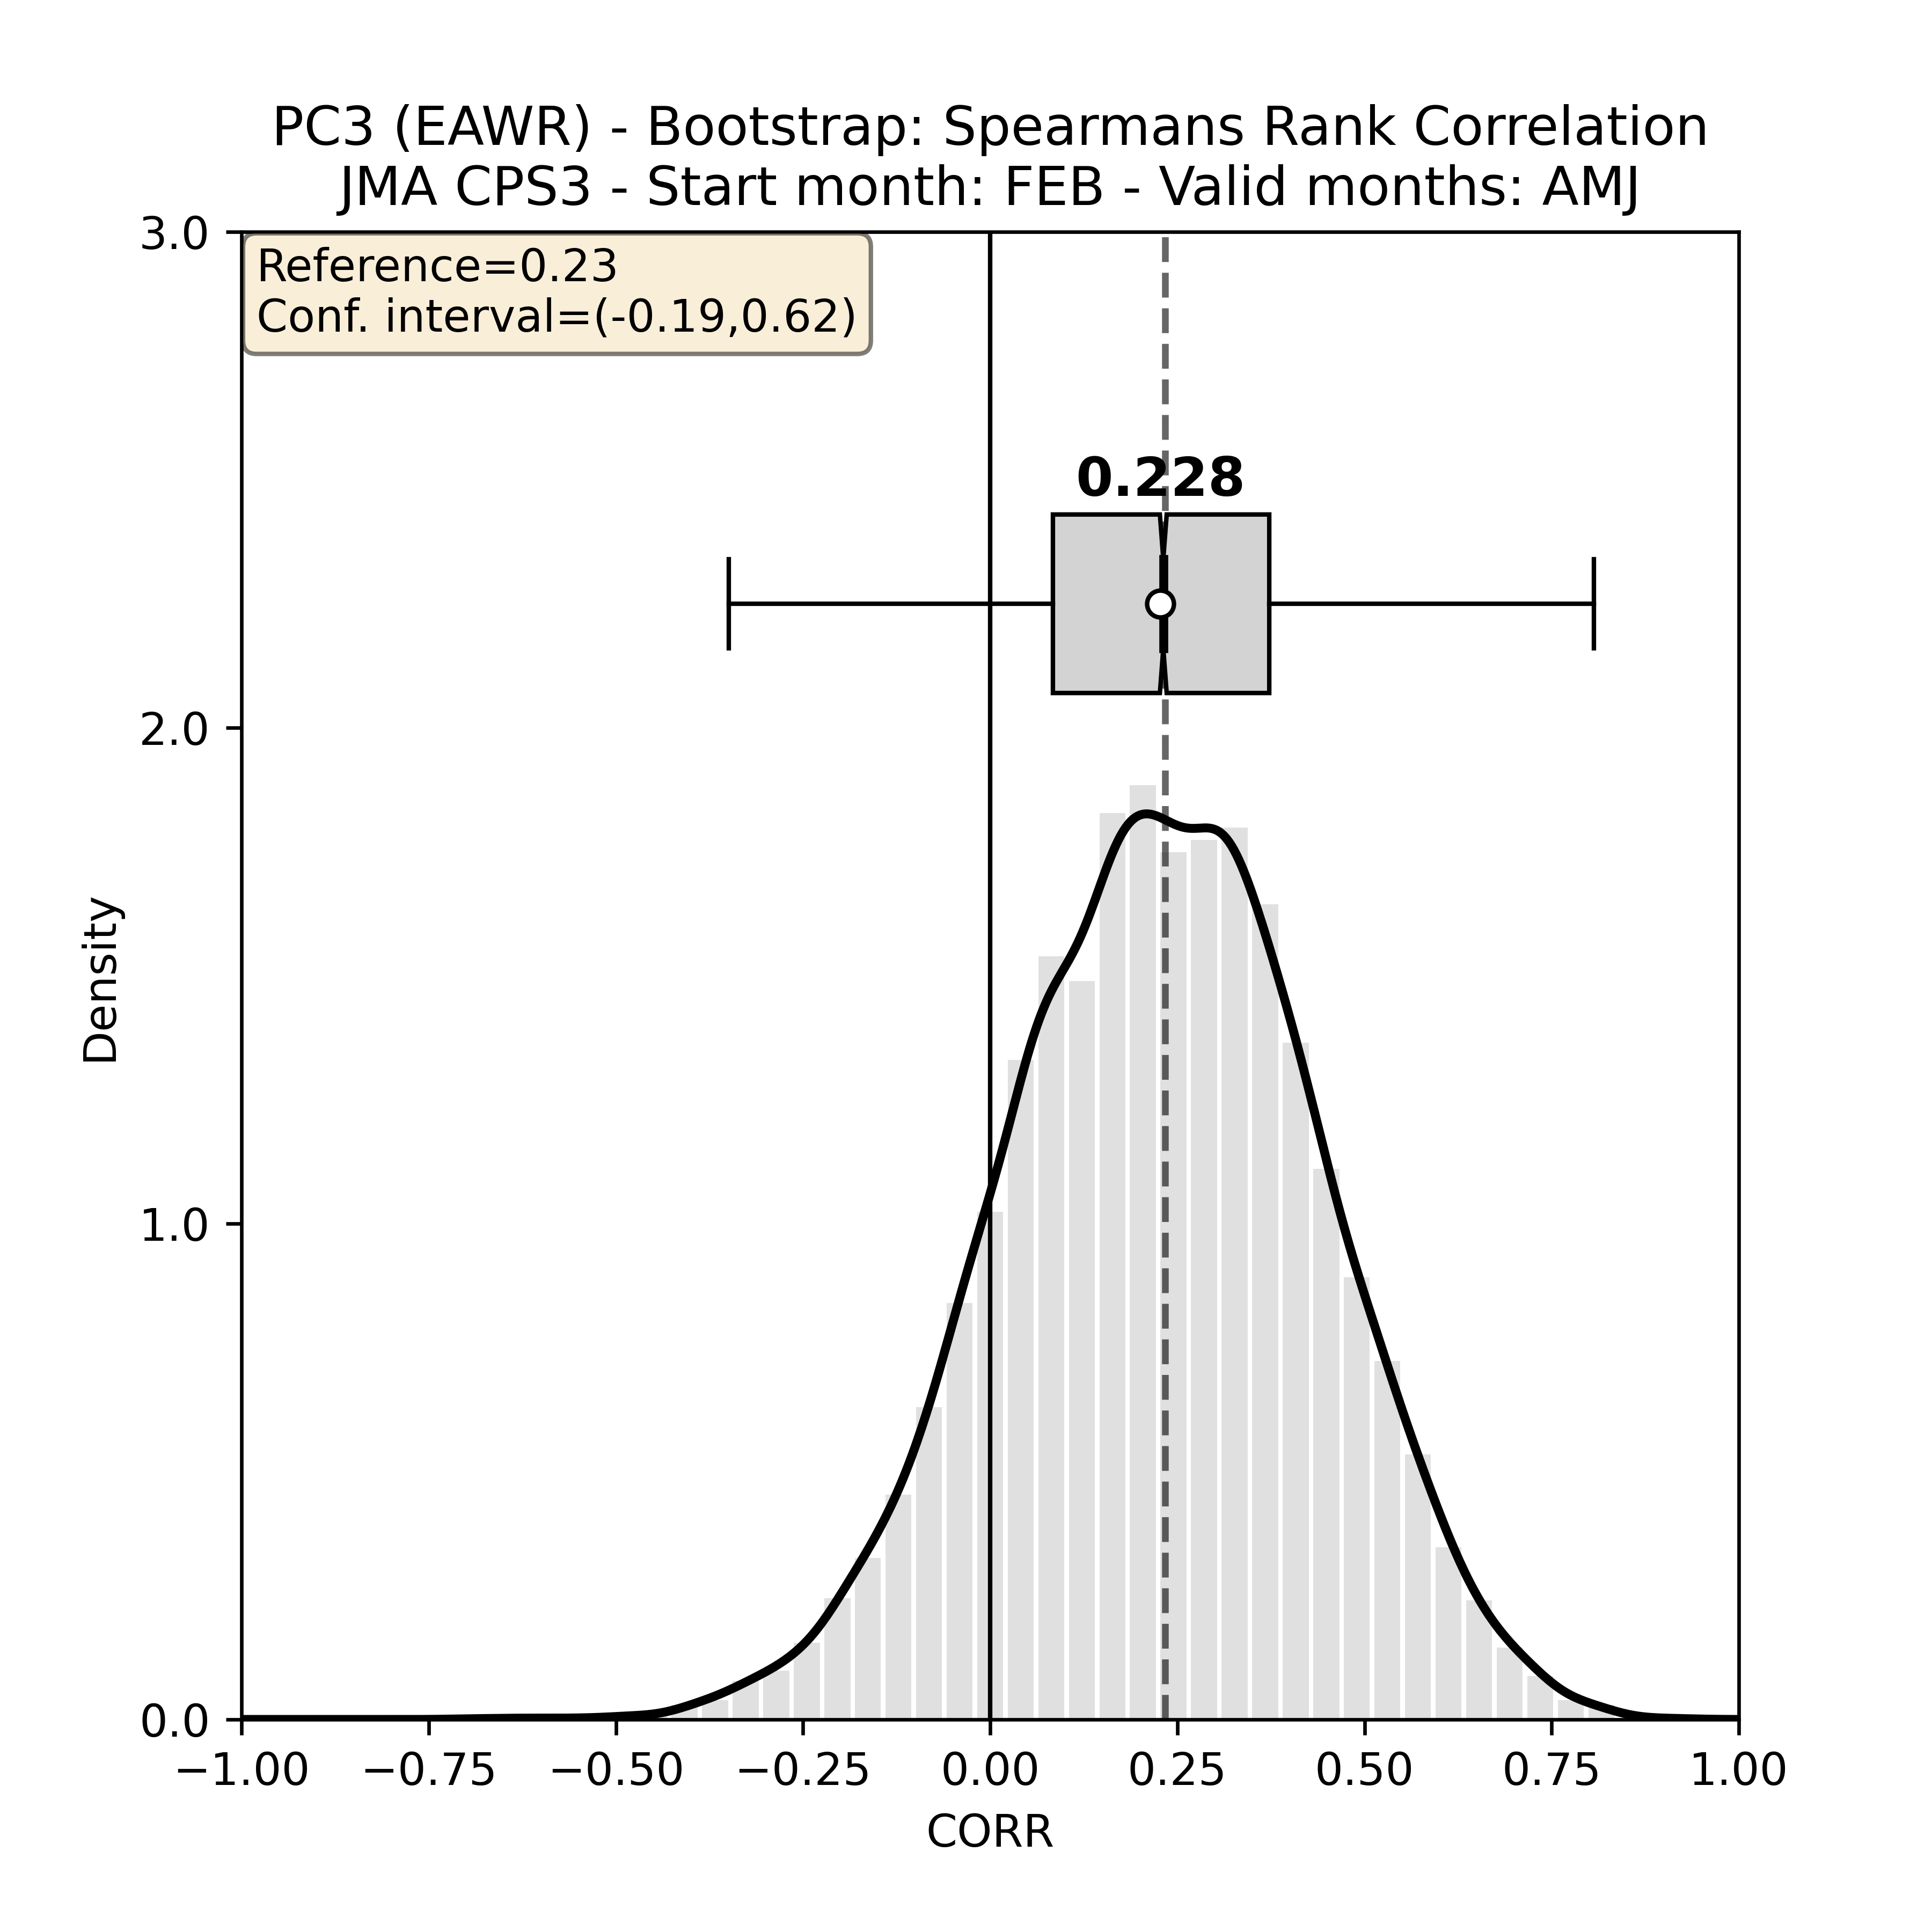 PC3 (EAWR) - Bootstrap: Spearmans Rank Correlation
JMA CPS3 - Start month: FEB - Valid months: AMJ
3.0
Reference=0.23
Conf. interval=(-0.19,0.62)
0.228
2.0
Density
1.0
0.0
−1.00 −0.75 −0.50 −0.25 0.00 0.25 0.50 0.75 1.00
CORR